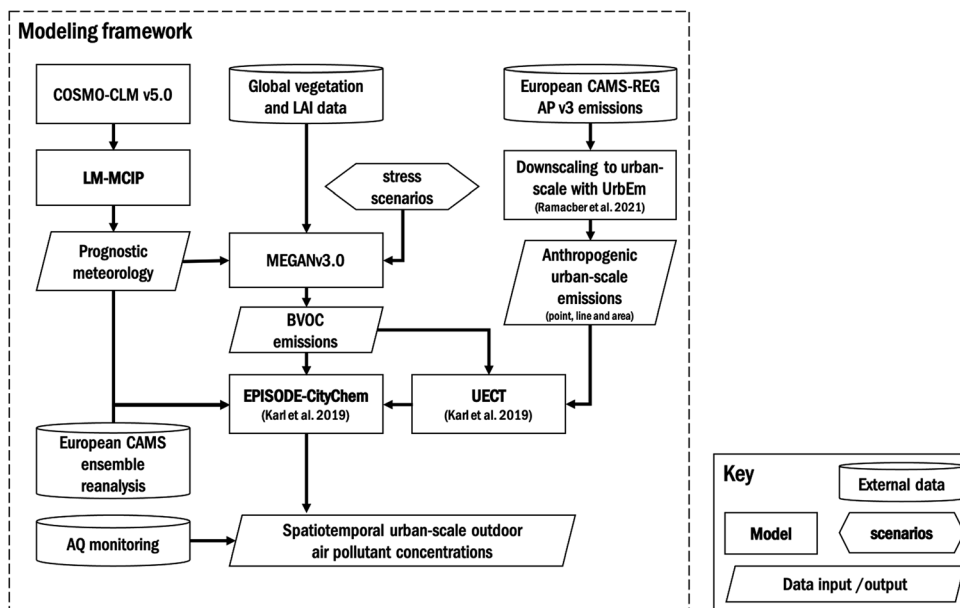 Modeling framework
COSMO-CLM v5.0
Global vegetation
and LAI data
European CAMS-REG
AP v3 emissions
LM-MCIP
stress
scenarios
Downscaling to urban-
scale with UrbEm
(Ramacber et al. 2021)
Prognostic
meteorology
MEGANv3.0
Anthropogenic
urban-scale
emissions
(point, line and area)
BVOC
emissions
EPISODE-CityChem
(Karl et al. 2019)
UECT
(Karl et al. 2019)
European CAMS
ensemble
reanalysis
AQ monitoring
Spatiotemporal urban-scale outdoor
air pollutant concentrations
Key
External data
Model
scenarios
Data input /output